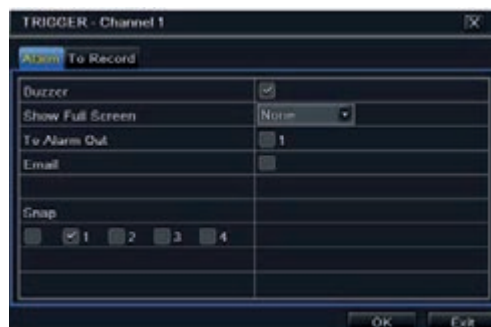 TRIGGER - Channel 1
Alarm To Record
Buzzer
Show Full Screen None
To Alarm Out 1
Email
Snap
1 2 3 4
OK Exit